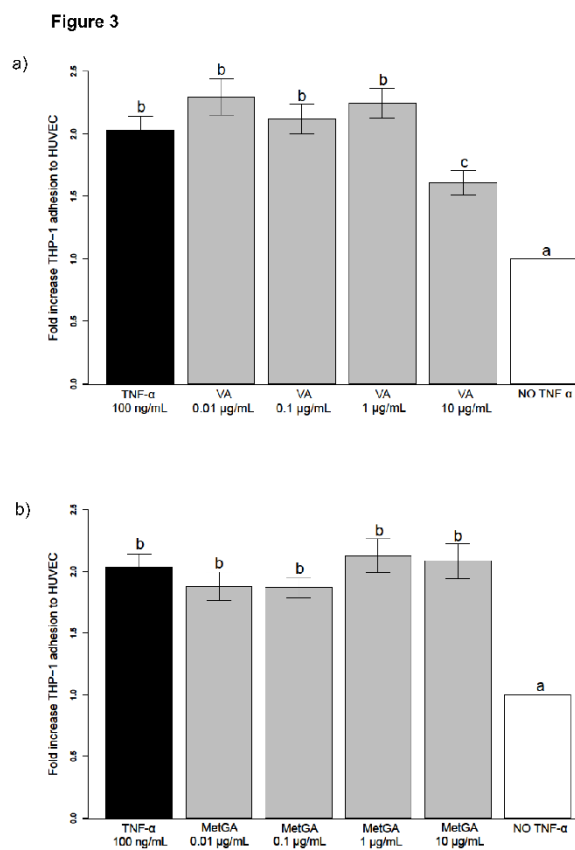 Figure 3
a)
Fold increase THP−1 adhesion to HUVEC
2.5
2.0
1.5
1.0
0.5
0.0
b
b
b
b
c
a
TNF-α VA VA VA VA NO TNF α
100 ng/mL 0.01 µg/mL 0.1 µg/mL 1 µg/mL 10 µg/mL
b)
Fold increase THP−1 adhesion to HUVEC
2.5
2.0
1.5
1.0
0.5
0.0
b
b
b
b
b
a
TNF-α MetGA MetGA MetGA MetGA NO TNF-α
100 ng/mL 0.01 µg/mL 0.1 µg/mL 1 µg/mL 10 µg/mL